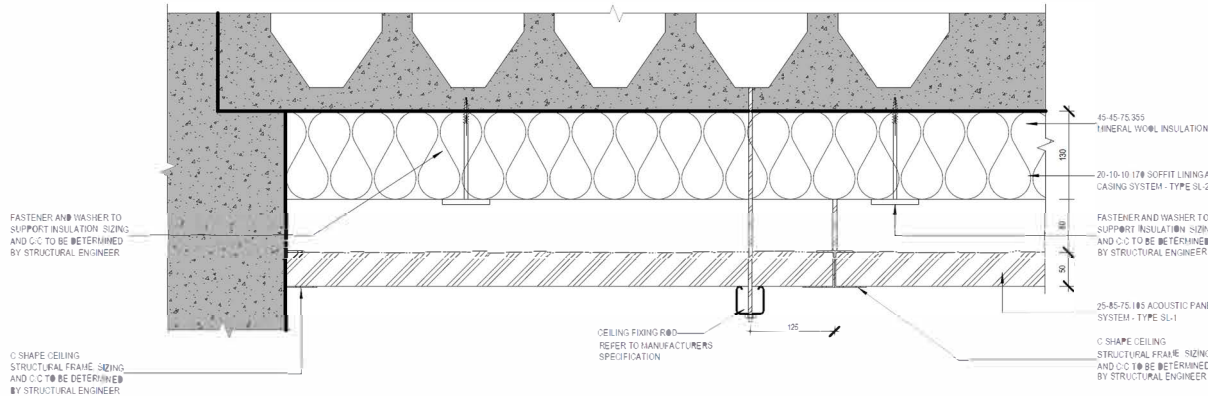 FASTENER AND WASHER TO
SUPPORT INSULATION SIZING
AND C/C TO BE DETERMINED
BY STRUCTURAL ENGINEER
C SHAPE CEILING
STRUCTURAL FRAME, SIZING
AND C/C TO BE DETERMINED
BY STRUCTURAL ENGINEER
CEILING FIXING ROD
REFER TO MANUFACTURERS
SPECIFICATION
125
130
50
45-45-75.355
MINERAL WOOL INSULATION
20-10-10.170 SOFFIT LINING
CASING SYSTEM - TYPE SL-2
FASTENER AND WASHER TO
SUPPORT INSULATION SIZIN
AND C/C TO BE DETERMINED
BY STRUCTURAL ENGINEER
25-85-75.105 ACOUSTIC PAN
SYSTEM - TYPE SL-1
C SHAPE CEILING
STRUCTURAL FRAME SIZING
AND C/C TO BE DETERMINED
BY STRUCTURAL ENGINEER